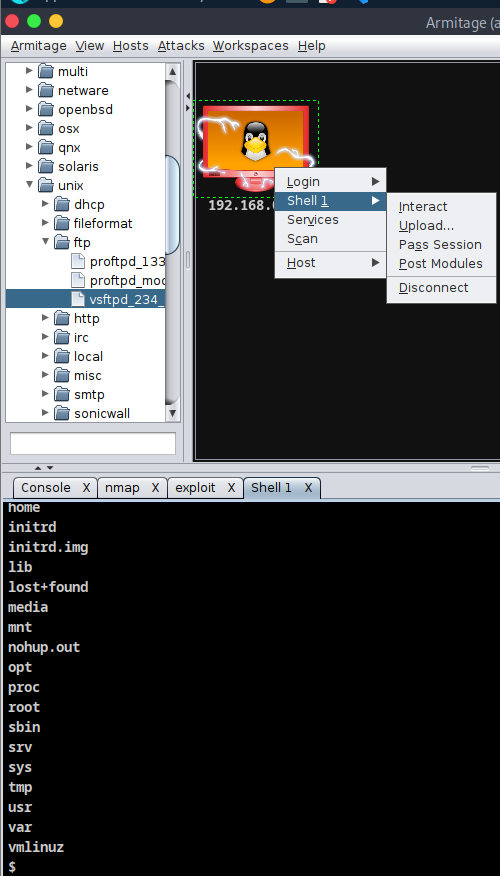 Armitage (a
Armitage View Hosts Attacks Workspaces Help
multi
netware
openbsd
osx
qnx
solaris
unix
dhcp
fileformat
ftp
proftpd_133
proftpd_mod
vsftpd_234_
http
irc
local
misc
smtp
sonicwall
192.168.
Login
Shell 1
Services
Scan
Host
Interact
Upload...
Pass Session
Post Modules
Disconnect
Console X nmap X exploit X Shell 1 X
home
initrd
initrd.img
lib
lost+found
media
mnt
nohup.out
opt
proc
root
sbin
srv
sys
tmp
usr
var
vmlinuz
$